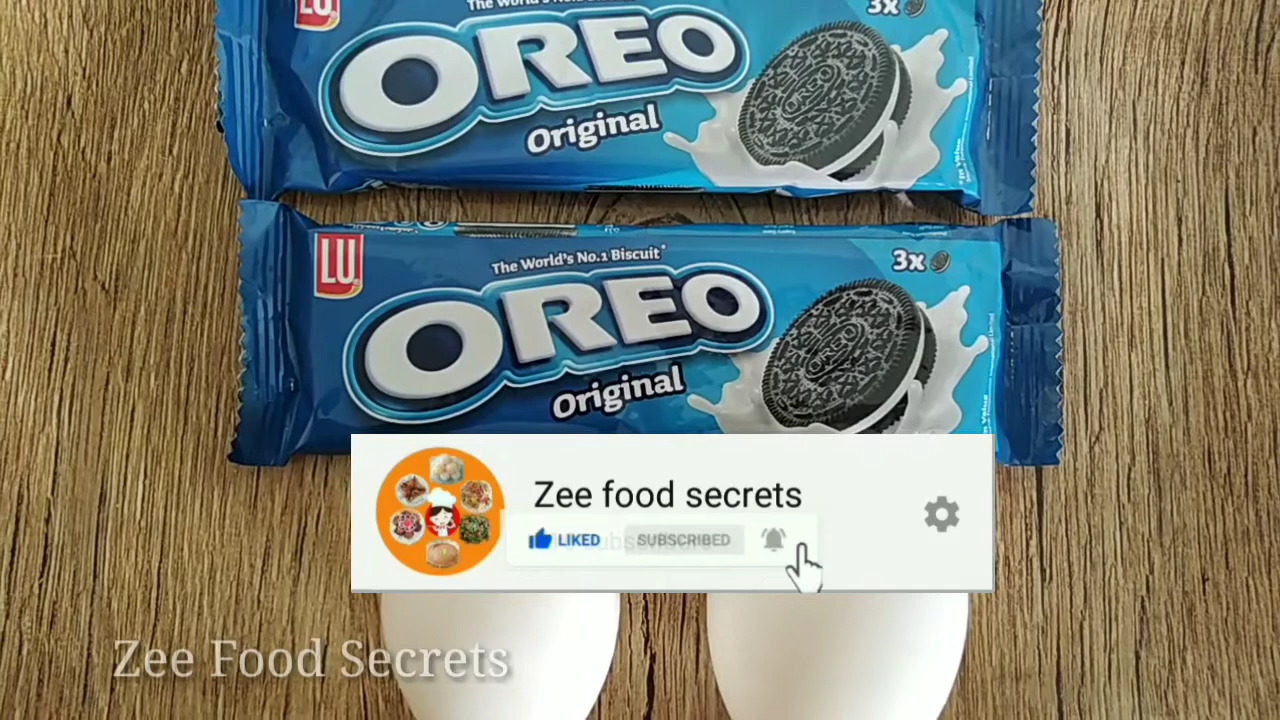 LU
The World's No.1 Biscuit
3x
OREO
Original
LU
The World's No.1 Biscuit
3x
OREO
Original
Zee food secrets
LIKED
SUBSCRIBED
Zee Food Secrets